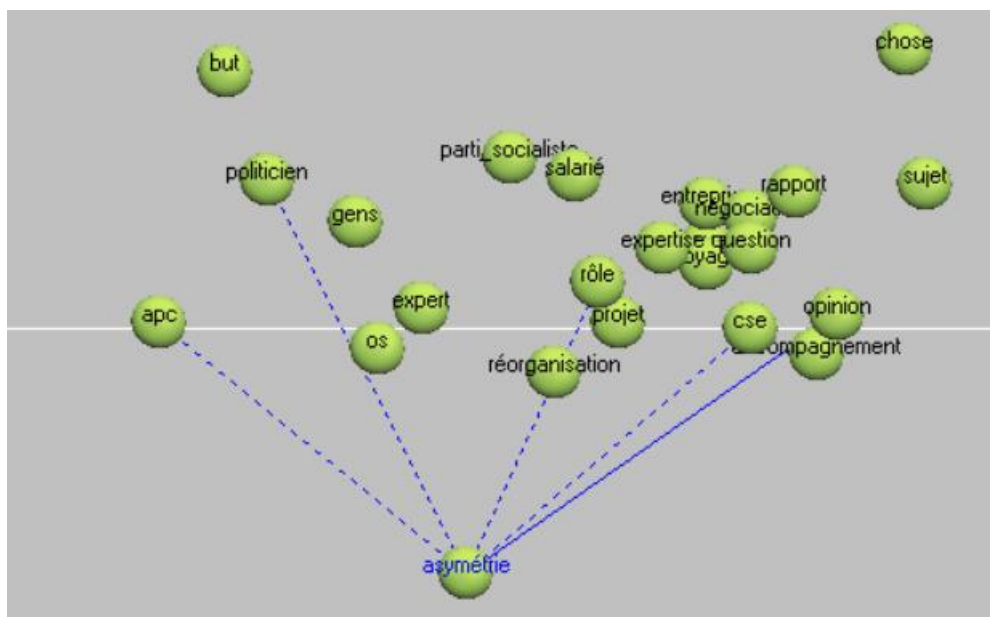 chose
but
parti_socialiste
politicien
salarié
rapport
sujet
gens
expertise
question
rôle
expert
opinion
apc
projet
cse
os
réorganisation
asymétrie